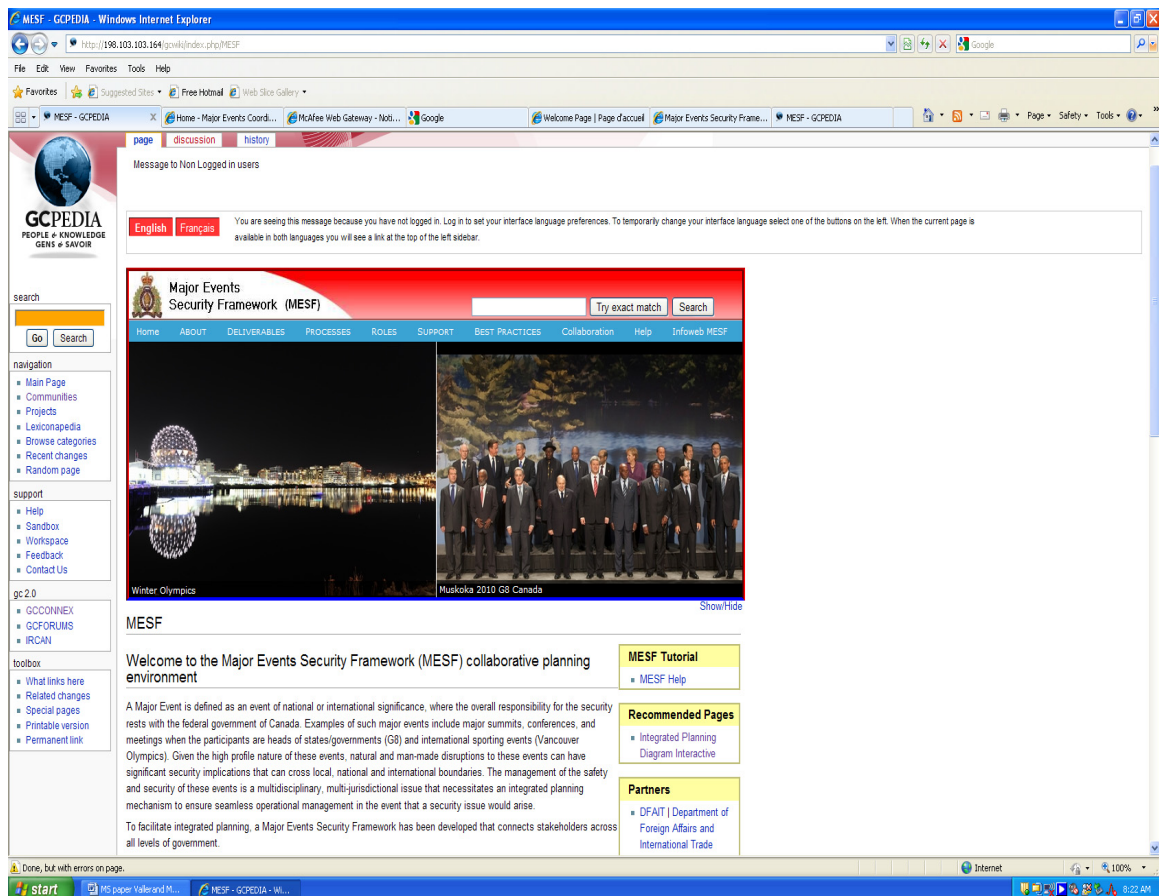 MESF - GCPEDIA - Windows Internet Explorer
http://198.103.103.164/gcwiki/index.php/MESF
Google
File Edit View Favorites Tools Help
Favorites Suggested Sites Free Hotmail Web Slice Gallery
MESF - GCPEDIA X Home - Major Events Coordi... McAfee Web Gateway - Noti... Google Welcome Page | Page d'accueil Major Events Security Frame... MESF - GCPEDIA Page Safety Tools »
page discussion history
Message to Non Logged in users
GCPEDIA
PEOPLE & KNOWLEDGE
GENS & SAVOIR
English Français
You are seeing this message because you have not logged in. Log in to set your interface language preferences. To temporarily change your interface language select one of the buttons on the left. When the current page is
available in both languages you will see a link at the top of the left sidebar.
search
Go Search
navigation
Main Page
Communities
Projects
Lexiconapedia
Browse categories
Recent changes
Random page
support
Help
Sandbox
Workspace
Feedback
Contact Us
gc 2.0
GCCONNEX
GCFORUMS
IRCAN
toolbox
What links here
Related changes
Special pages
Printable version
Permanent link
Major Events
Security Framework (MESF)
Try exact match Search
Home ABOUT DELIVERABLES PROCESSES ROLES SUPPORT BEST PRACTICES Collaboration Help Infoweb MESF
Winter Olympics
Muskoka 2010 G8 Canada
Show/Hide
MESF
Welcome to the Major Events Security Framework (MESF) collaborative planning
environment
A Major Event is defined as an event of national or international significance, where the overall responsibility for the security
rests with the federal government of Canada. Examples of such major events include major summits, conferences, and
meetings when the participants are heads of states/governments (G8) and international sporting events (Vancouver
Olympics). Given the high profile nature of these events, natural and man-made disruptions to these events can have
significant security implications that can cross local, national and international boundaries. The management of the safety
and security of these events is a multidisciplinary, multi-jurisdictional issue that necessitates an integrated planning
mechanism to ensure seamless operational management in the event that a security issue would arise.
To facilitate integrated planning, a Major Events Security Framework has been developed that connects stakeholders across
all levels of government.
MESF Tutorial
MESF Help
Recommended Pages
Integrated Planning
Diagram Interactive
Partners
DFAIT | Department of
Foreign Affairs and
International Trade
Done, but with errors on page.
Internet 100%
start MS paper Vallerand M... MESF - GCPEDIA - Wi... 8:22 AM